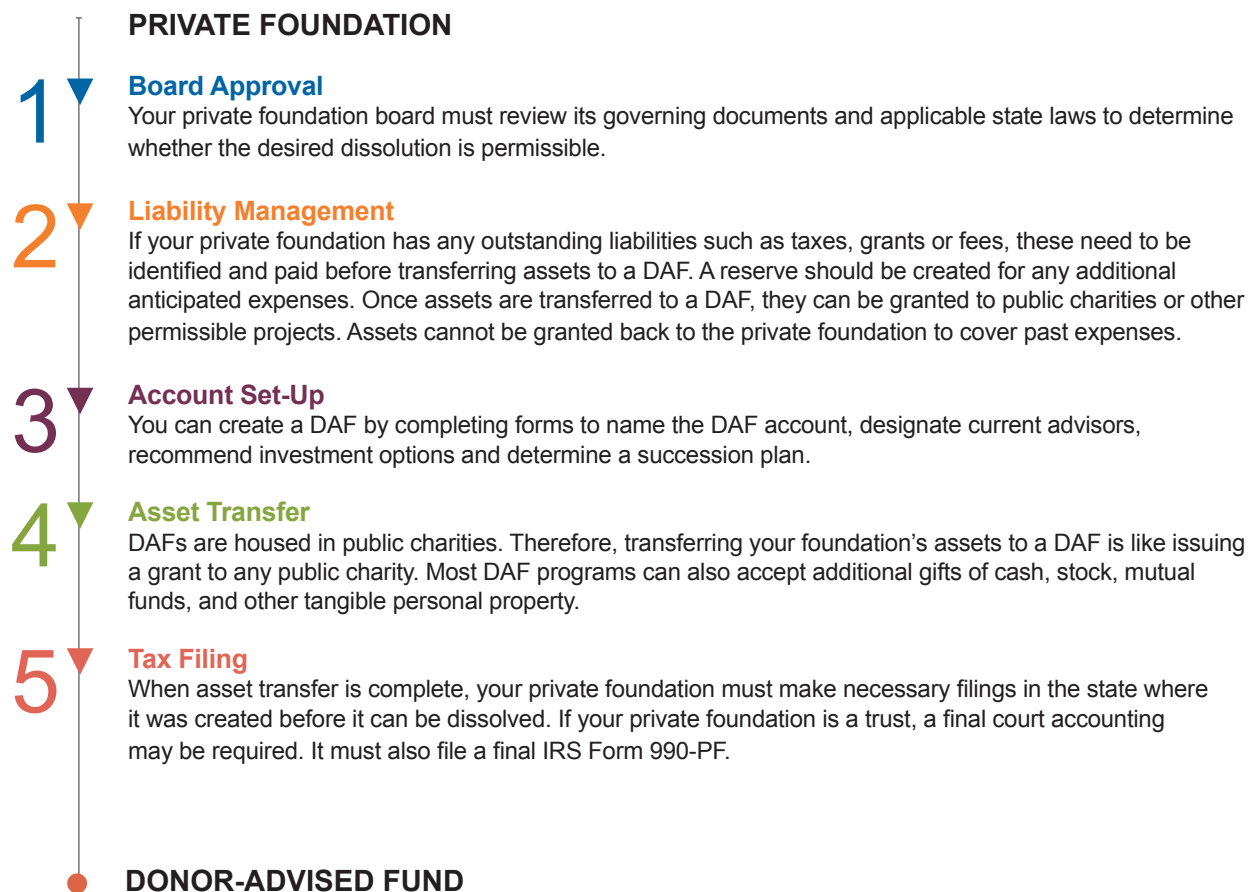 PRIVATE FOUNDATION
1
Board Approval
Your private foundation board must review its governing documents and applicable state laws to determine
whether the desired dissolution is permissible.
2
Liability Management
If your private foundation has any outstanding liabilities such as taxes, grants or fees, these need to be
identified and paid before transferring assets to a DAF. A reserve should be created for any additional
anticipated expenses. Once assets are transferred to a DAF, they can be granted to public charities or other
permissible projects. Assets cannot be granted back to the private foundation to cover past expenses.
3
Account Set-Up
You can create a DAF by completing forms to name the DAF account, designate current advisors,
recommend investment options and determine a succession plan.
4
Asset Transfer
DAFs are housed in public charities. Therefore, transferring your foundation’s assets to a DAF is like issuing
a grant to any public charity. Most DAF programs can also accept additional gifts of cash, stock, mutual
funds, and other tangible personal property.
5
Tax Filing
When asset transfer is complete, your private foundation must make necessary filings in the state where
it was created before it can be dissolved. If your private foundation is a trust, a final court accounting
may be required. It must also file a final IRS Form 990-PF.
DONOR-ADVISED FUND